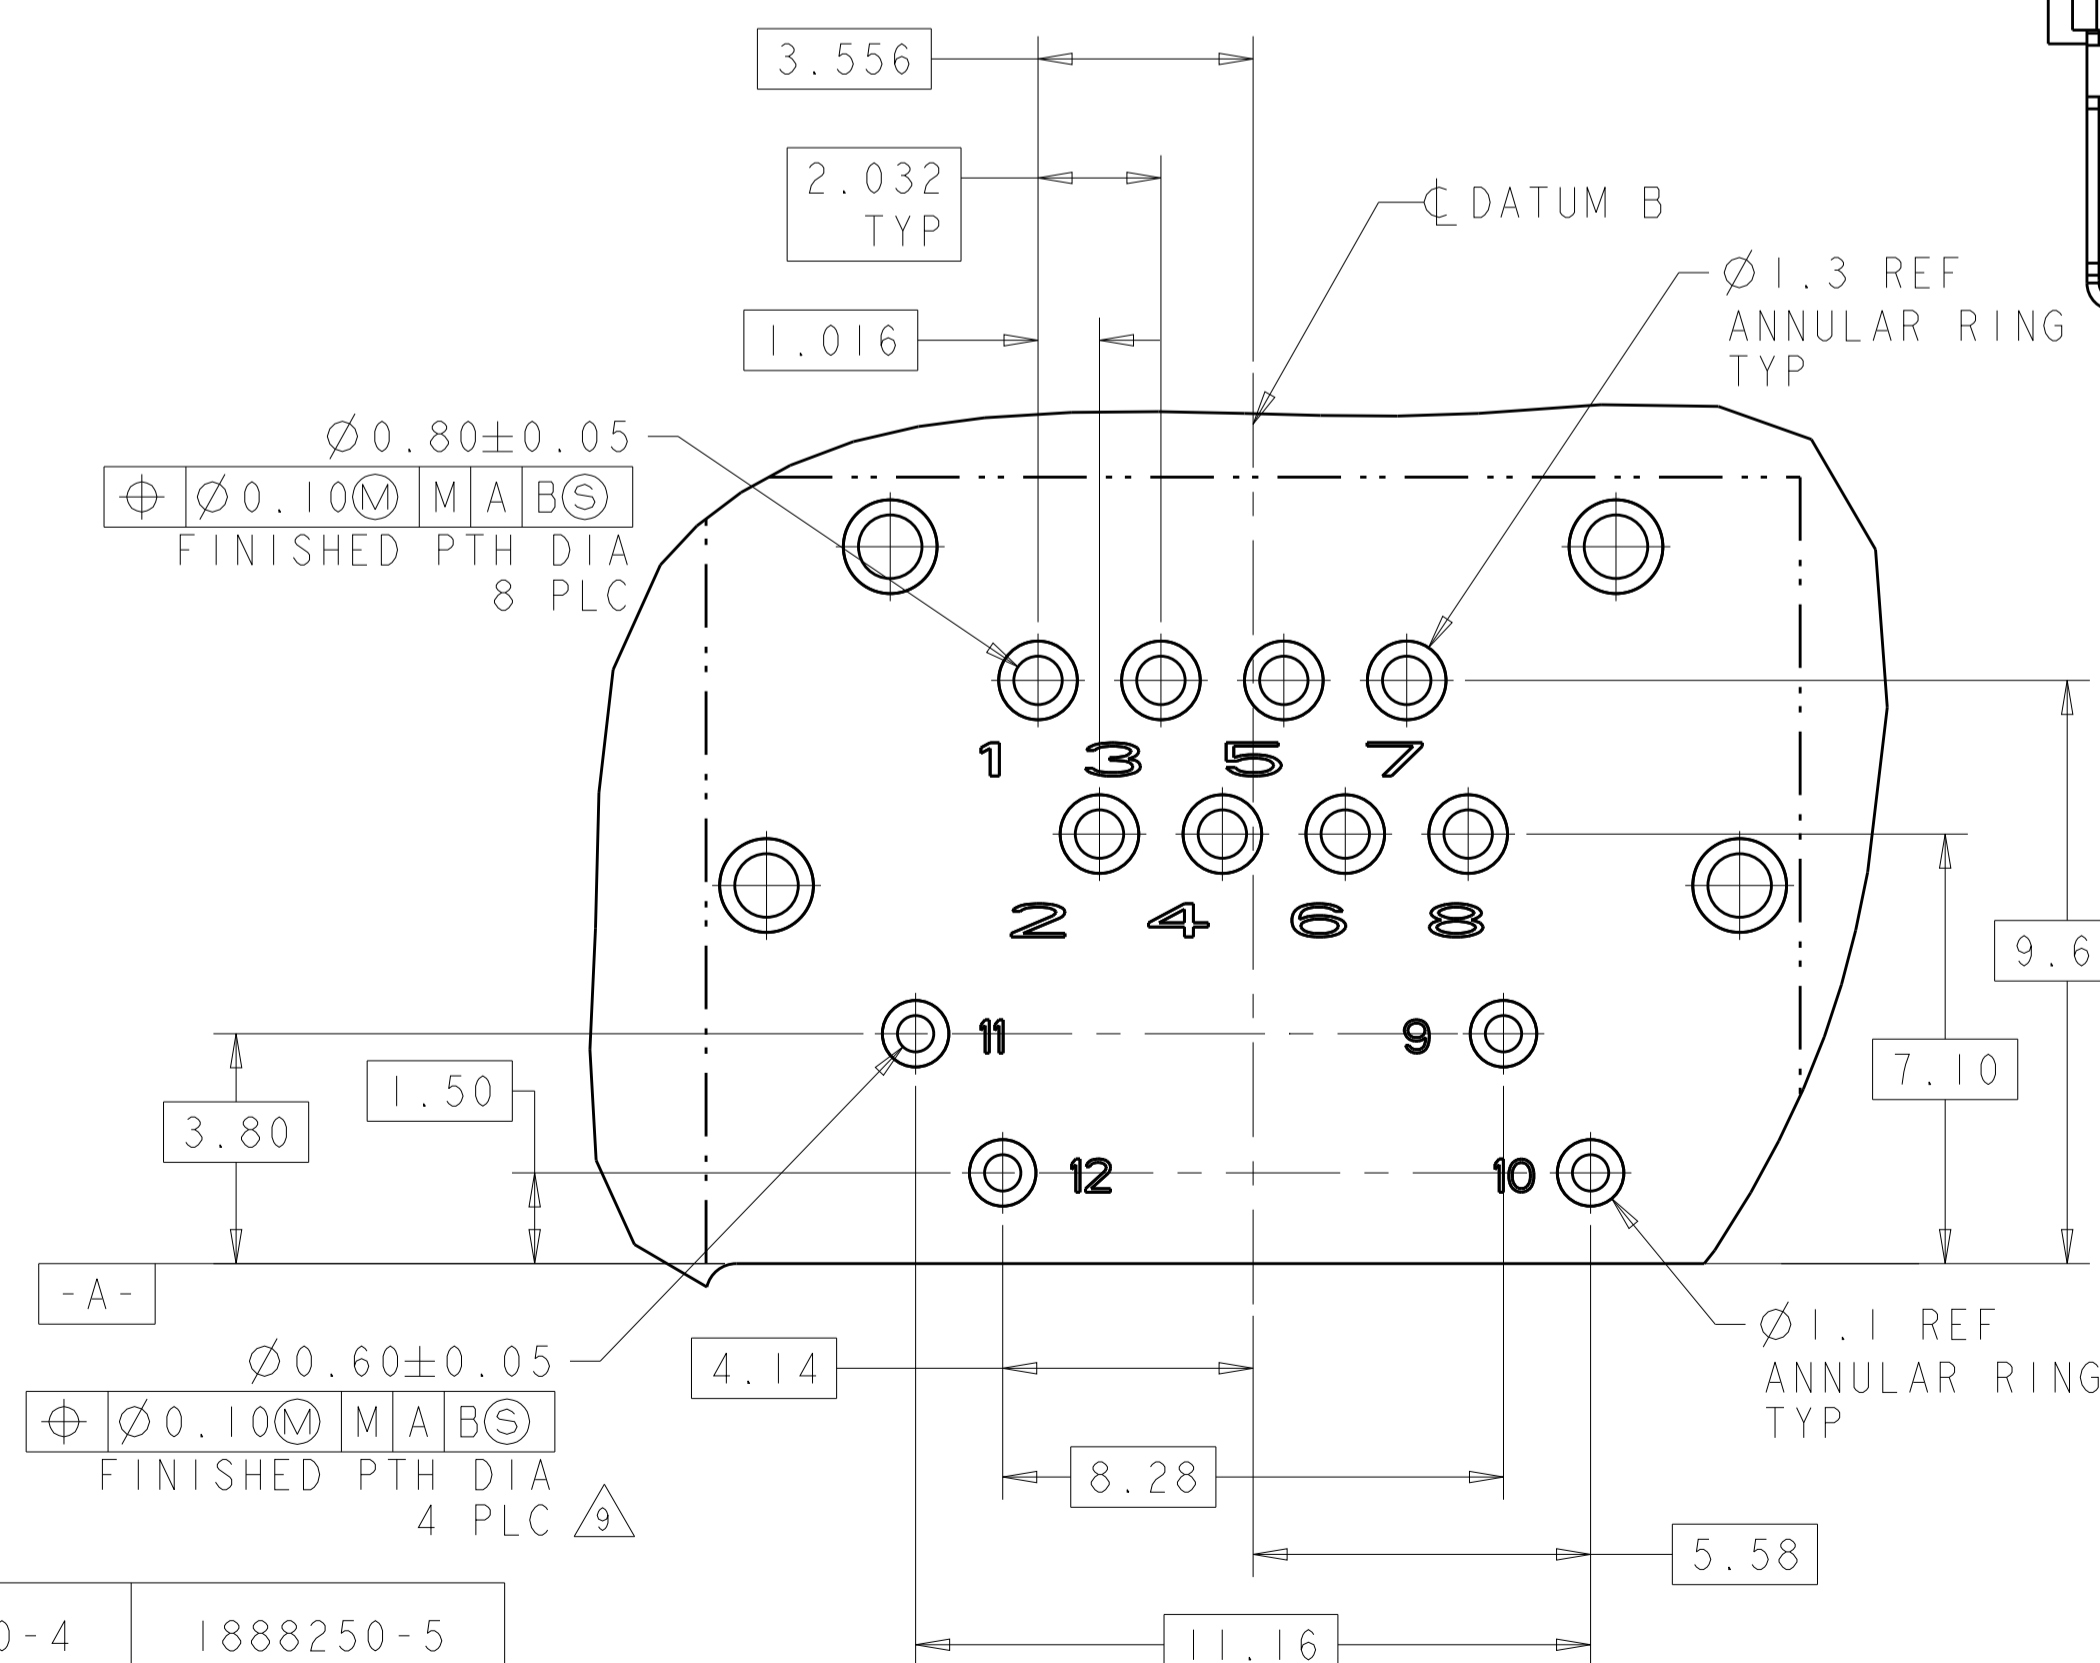 3.556
2.032
TYP
℄ DATUM B
1.016
Ø1.3 REF
ANNULAR RING
TYP
Ø0.80±0.05
⌖ Ø0.10Ⓜ M A BⓈ
FINISHED PTH DIA
8 PLC
1 3 5 7
2 4 6 8
9.6
11 9
7.10
1.50
3.80
12 10
-A-
Ø1.1 REF
ANNULAR RING
TYP
Ø0.60±0.05
⌖ Ø0.10Ⓜ M A BⓈ
FINISHED PTH DIA
4 PLC 9
4.14
8.28
5.58
11.16
0-4 1888250-5